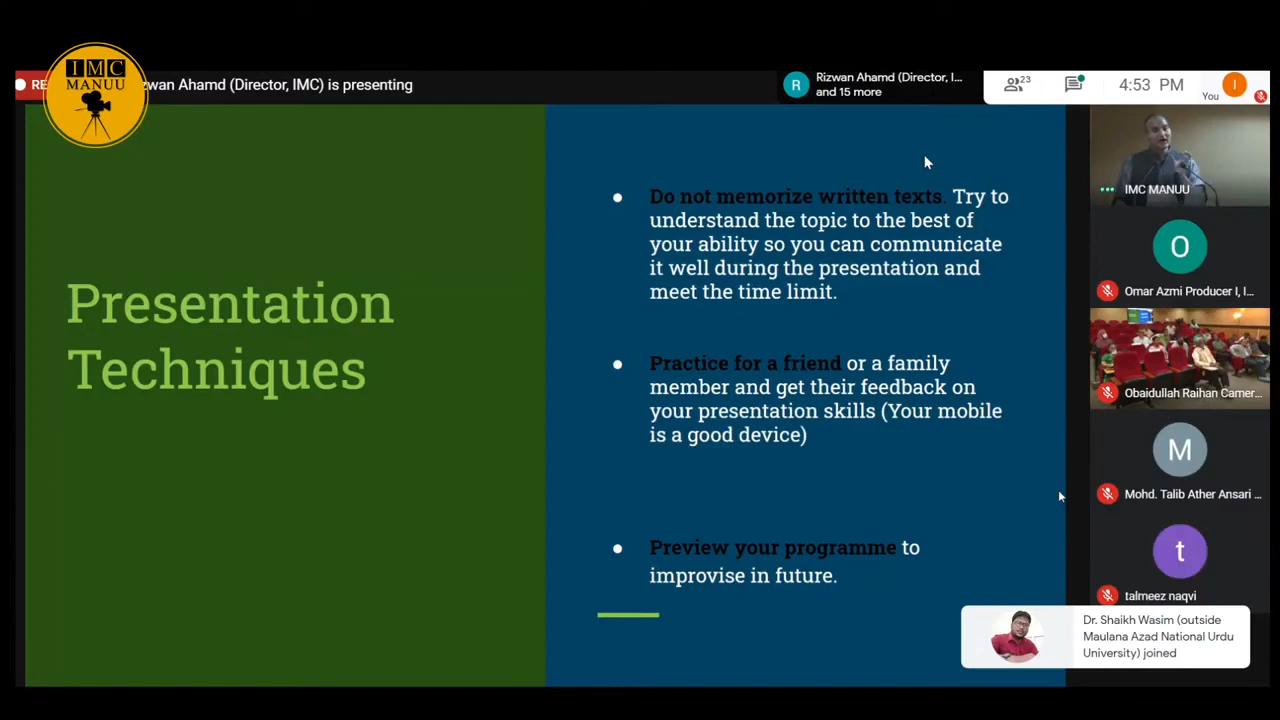 IMC
MANUU
RE
zwan Ahamd (Director, IMC) is presenting
R
Rizwan Ahamd (Director, I...
and 15 more
23
4:53 PM
You
I
Presentation
Techniques
Do not memorize written texts. Try to
understand the topic to the best of
your ability so you can communicate
it well during the presentation and
meet the time limit.
Practice for a friend or a family
member and get their feedback on
your presentation skills (Your mobile
is a good device)
Preview your programme to
improvise in future.
IMC MANUU
O
Omar Azmi Producer I, I...
Obaidullah Raihan Camer...
M
Mohd. Talib Ather Ansari ...
t
talmeez naqvi
Dr. Shaikh Wasim (outside
Maulana Azad National Urdu
University) joined